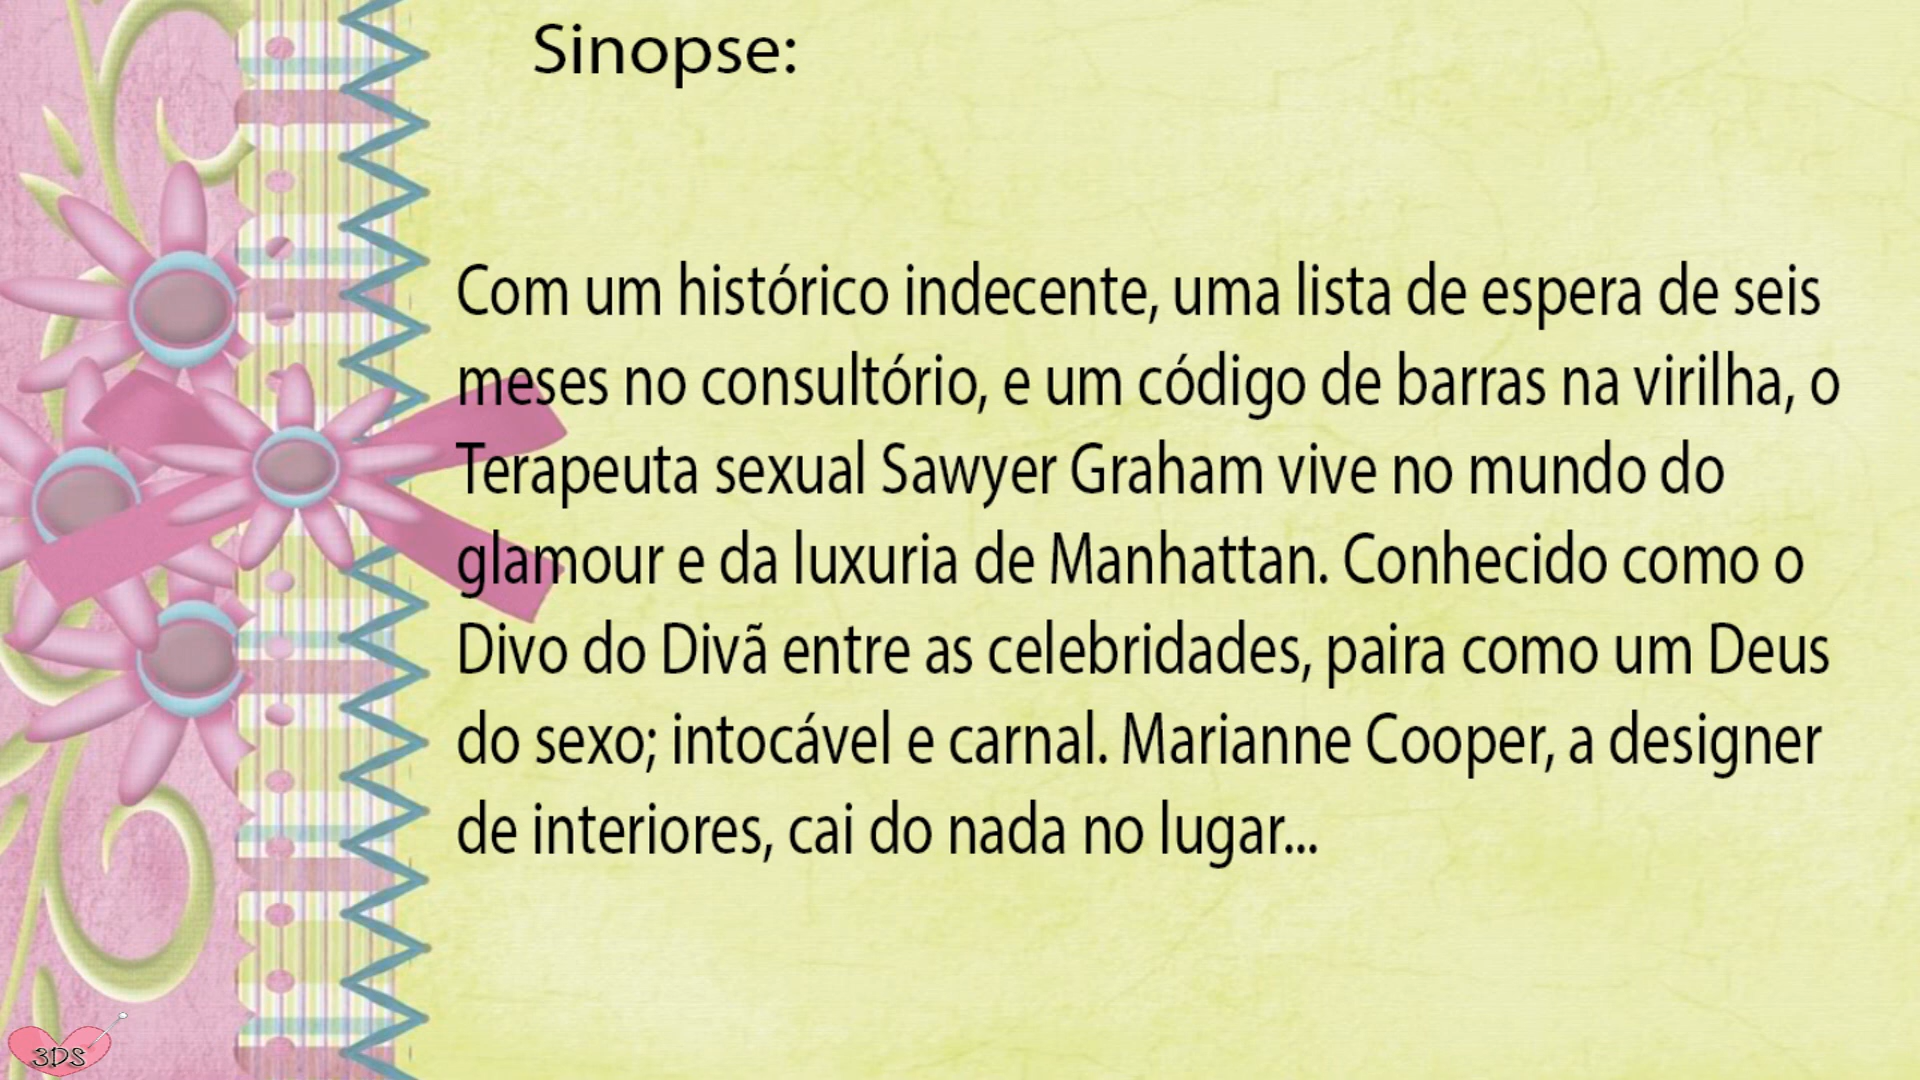 Sinopse:
Com um histórico indecente, uma lista de espera de seis
meses no consultório, e um código de barras na virilha, o
Terapeuta sexual Sawyer Graham vive no mundo do
glamour e da luxuria de Manhattan. Conhecido como o
Divo do Divã entre as celebridades, paira como um Deus
do sexo; intocável e carnal. Marianne Cooper, a designer
de interiores, cai do nada no lugar...
3DS